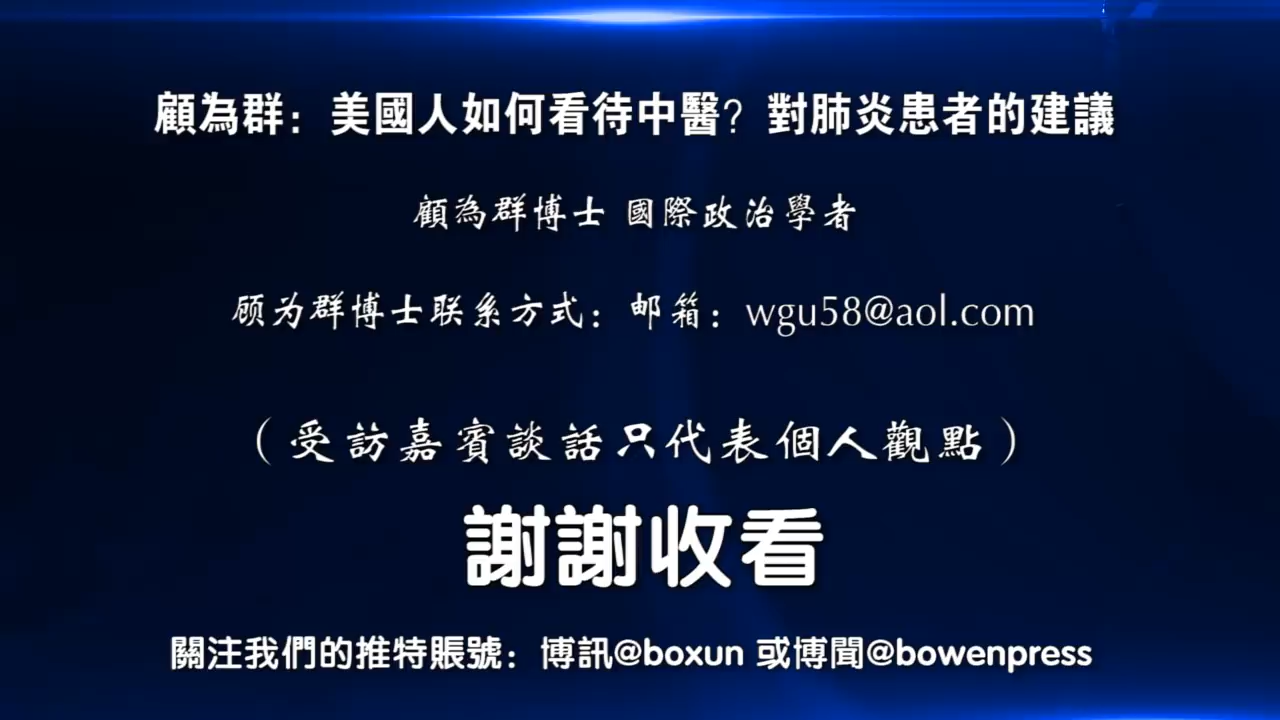 顧為群：美國人如何看待中醫？對肺炎患者的建議
顧為群博士 國際政治學者
顾为群博士联系方式：邮箱：wgu58@aol.com
（受訪嘉賓談話只代表個人觀點）
謝謝收看
關注我們的推特賬號：博訊@boxun 或博聞@bowenpress